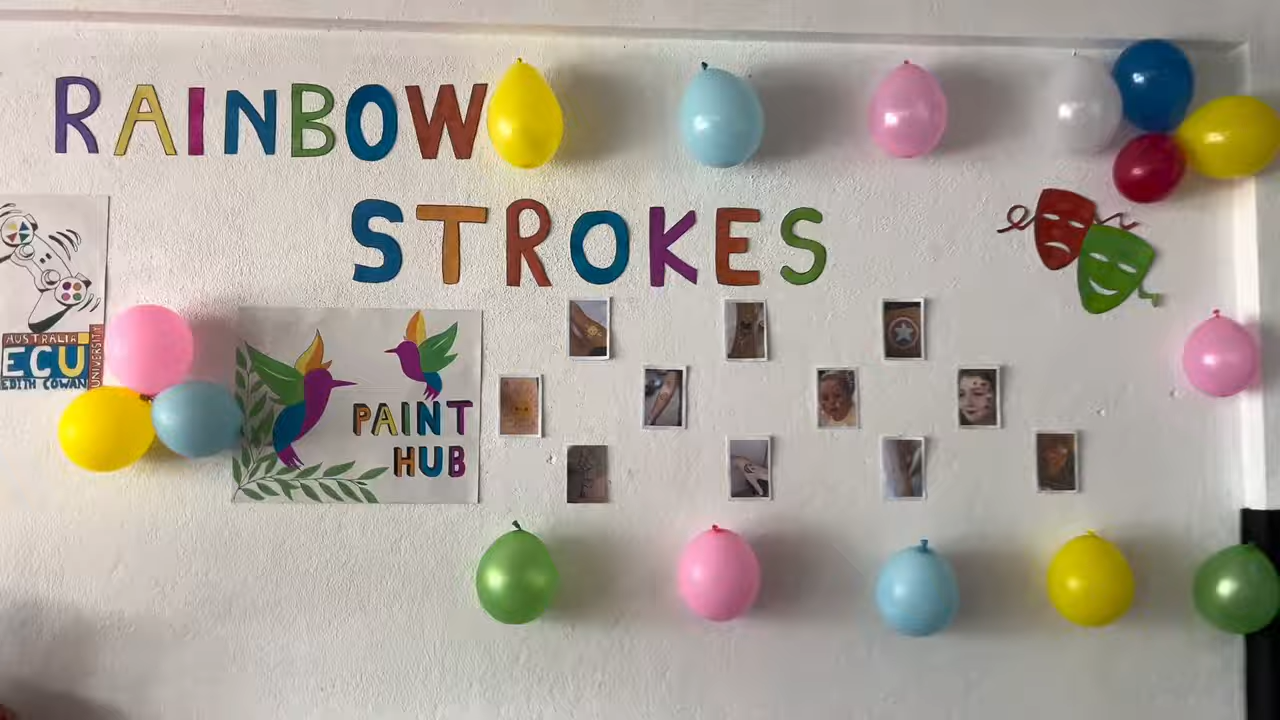 RAINBOW
STROKES
AUSTRALIA
ECU
EDITH COWAN
UNIVERSITY
PAINT
HUB